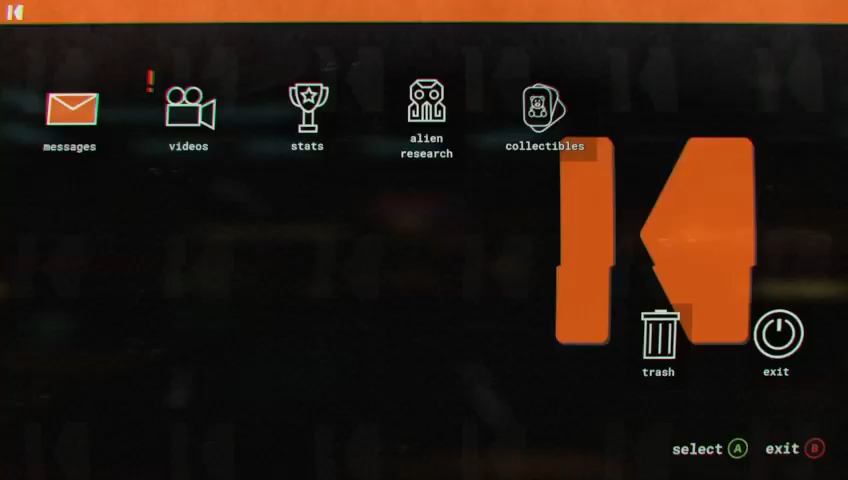 messages
videos
stats
alien
research
collectibles
trash
exit
select A exit B